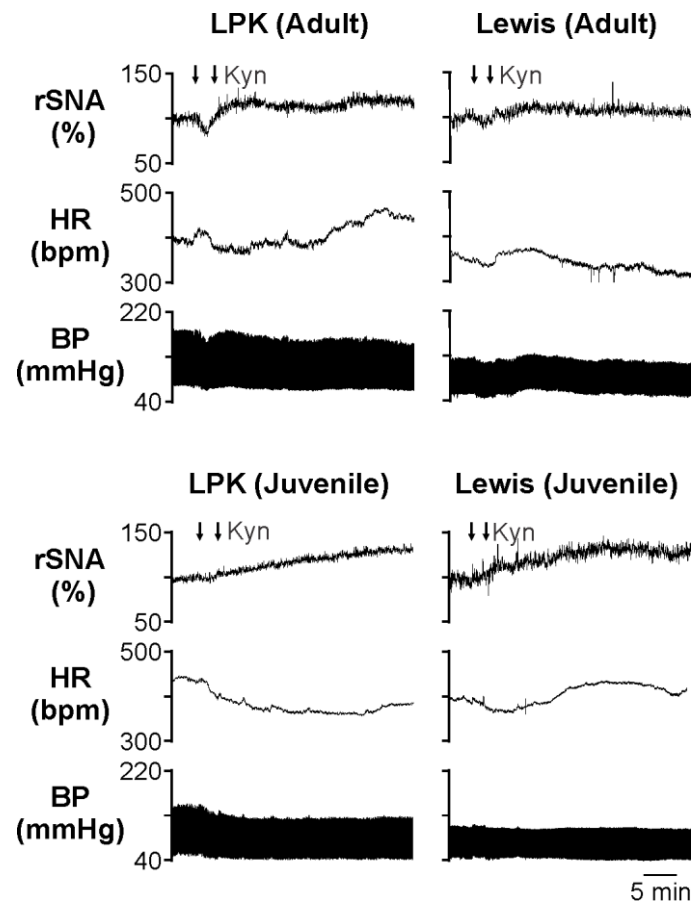 LPK (Adult)
Lewis (Adult)
Kyn
Kyn
rSNA
(%)
150
50
HR
(bpm)
500
300
BP
(mmHg)
220
40
LPK (Juvenile)
Lewis (Juvenile)
Kyn
Kyn
rSNA
(%)
150
50
HR
(bpm)
500
300
BP
(mmHg)
220
40
5 min